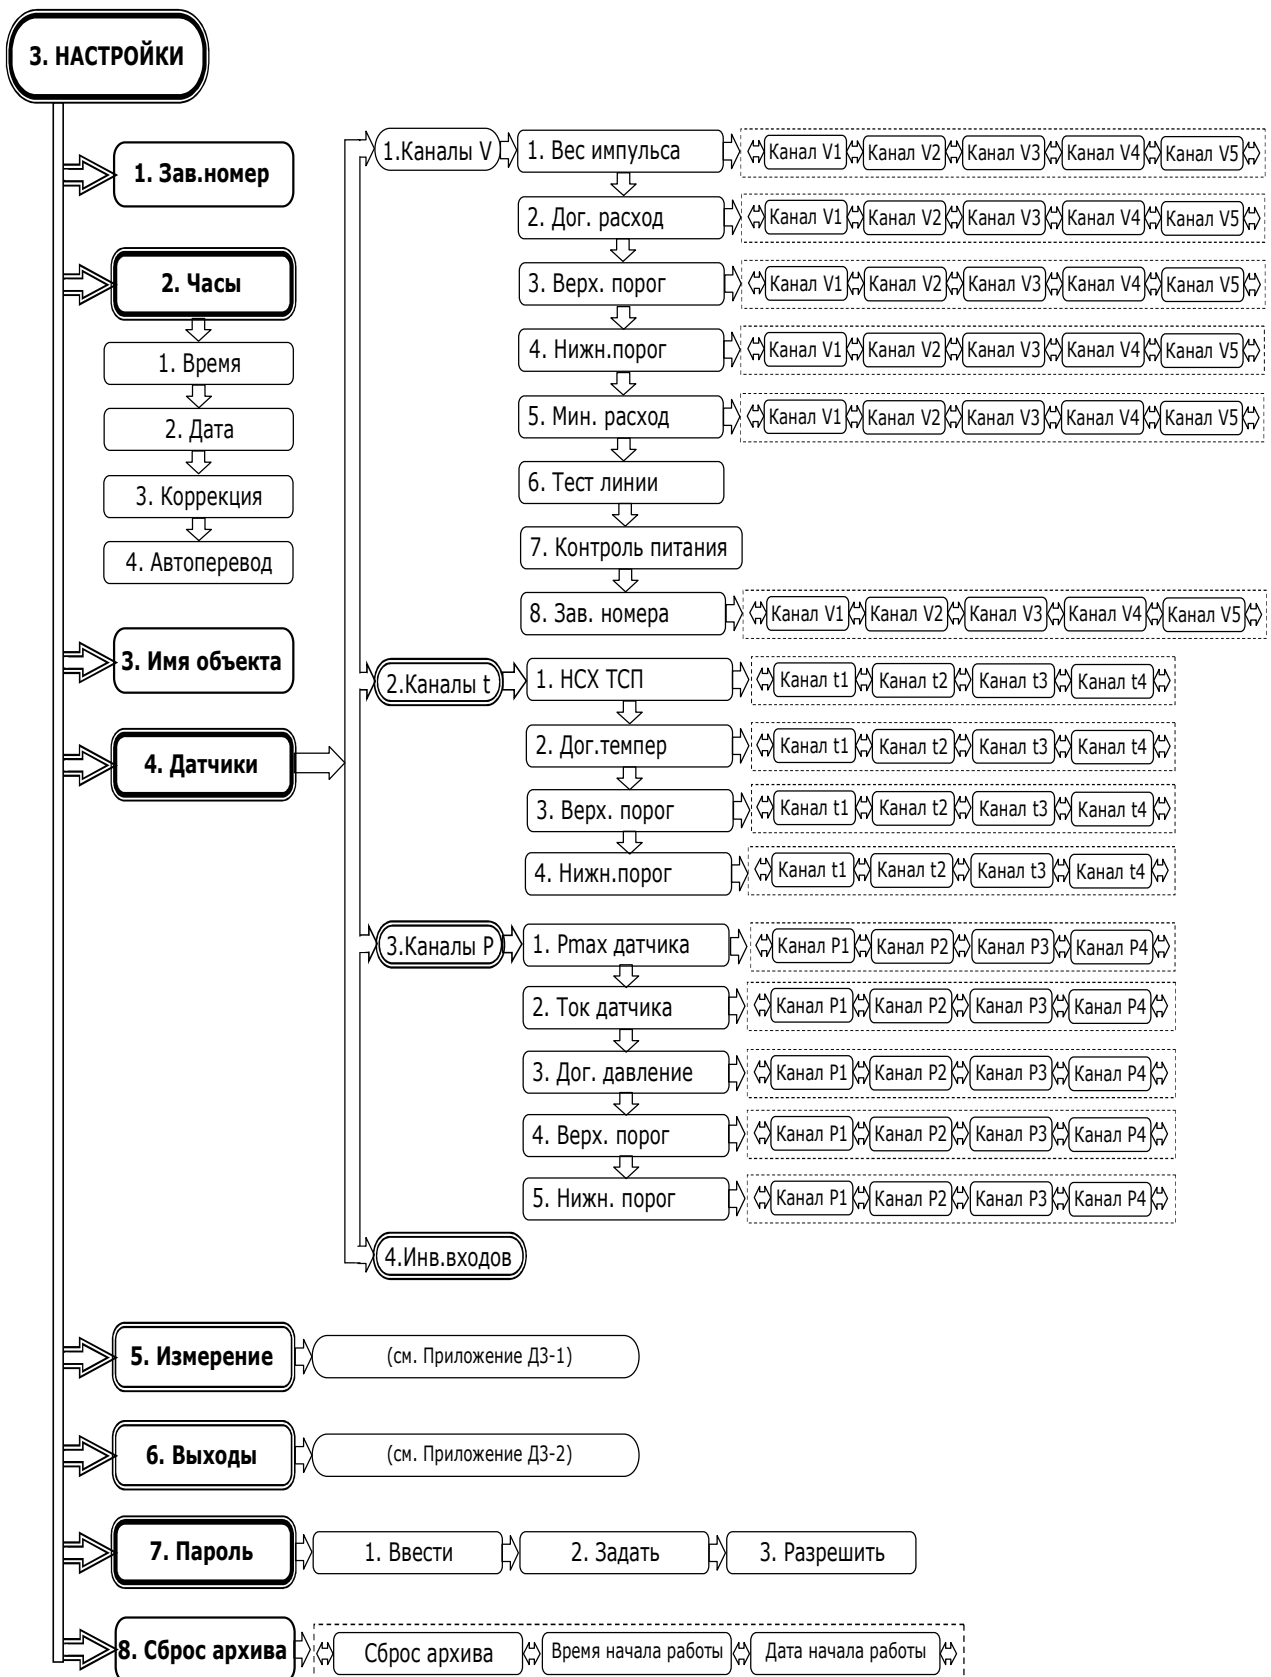 3. НАСТРОЙКИ
1. Зав.номер
2. Часы
1. Время
2. Дата
3. Коррекция
4. Автоперевод
3. Имя объекта
4. Датчики
1.Каналы V
1. Вес импульса
Канал V1 Канал V2 Канал V3 Канал V4 Канал V5
2. Дог. расход
Канал V1 Канал V2 Канал V3 Канал V4 Канал V5
3. Верх. порог
Канал V1 Канал V2 Канал V3 Канал V4 Канал V5
4. Нижн.порог
Канал V1 Канал V2 Канал V3 Канал V4 Канал V5
5. Мин. расход
Канал V1 Канал V2 Канал V3 Канал V4 Канал V5
6. Тест линии
7. Контроль питания
8. Зав. номера
Канал V1 Канал V2 Канал V3 Канал V4 Канал V5
2.Каналы t
1. НСХ ТСП
Канал t1 Канал t2 Канал t3 Канал t4
2. Дог.темпер
Канал t1 Канал t2 Канал t3 Канал t4
3. Верх. порог
Канал t1 Канал t2 Канал t3 Канал t4
4. Нижн.порог
Канал t1 Канал t2 Канал t3 Канал t4
3.Каналы P
1. Pmax датчика
Канал P1 Канал P2 Канал P3 Канал P4
2. Ток датчика
Канал P1 Канал P2 Канал P3 Канал P4
3. Дог. давление
Канал P1 Канал P2 Канал P3 Канал P4
4. Верх. порог
Канал P1 Канал P2 Канал P3 Канал P4
5. Нижн. порог
Канал P1 Канал P2 Канал P3 Канал P4
4.Инв.входов
5. Измерение
(см. Приложение Д3-1)
6. Выходы
(см. Приложение Д3-2)
7. Пароль
1. Ввести
2. Задать
3. Разрешить
8. Сброс архива
Сброс архива
Время начала работы
Дата начала работы